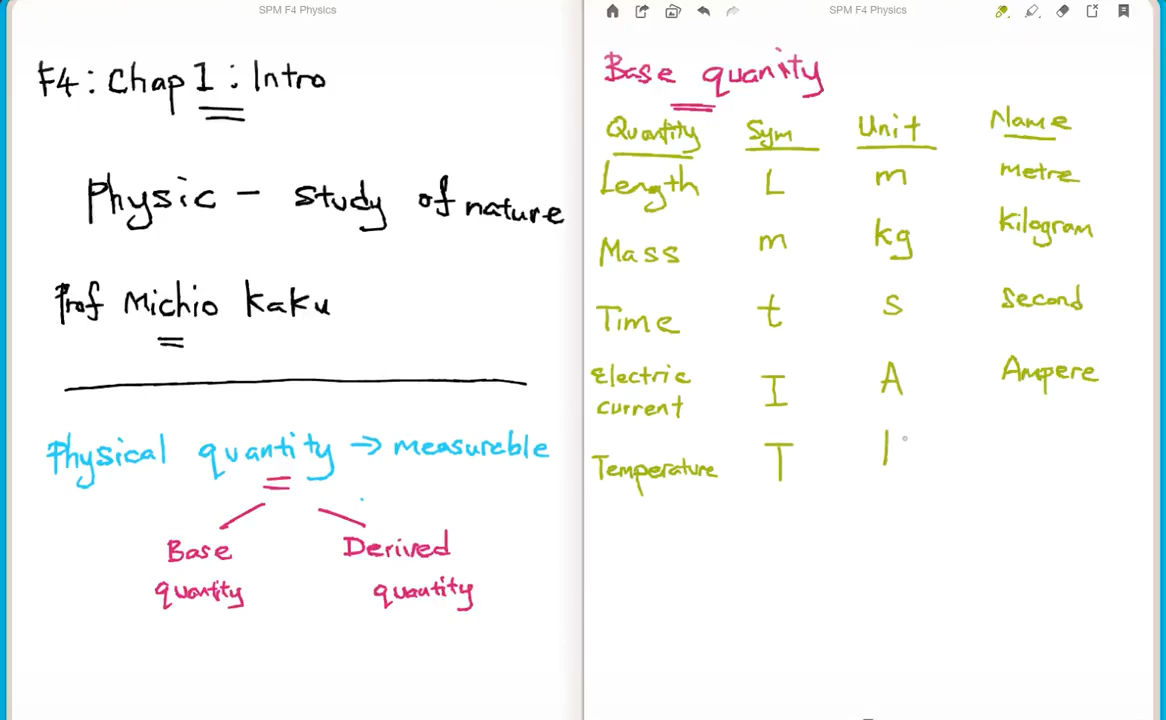 SPM F4 Physics
F4: Chap 1: Intro
Physic - study of nature
Prof Michio kaku
Physical quantity → measurable
Base quantity
Derived quantity
SPM F4 Physics
Base quanity
Quantity Sym Unit Name
Length L m Metre
Mass m kg kilogram
Time t s Second
Electric current I A Ampere
Temperature T